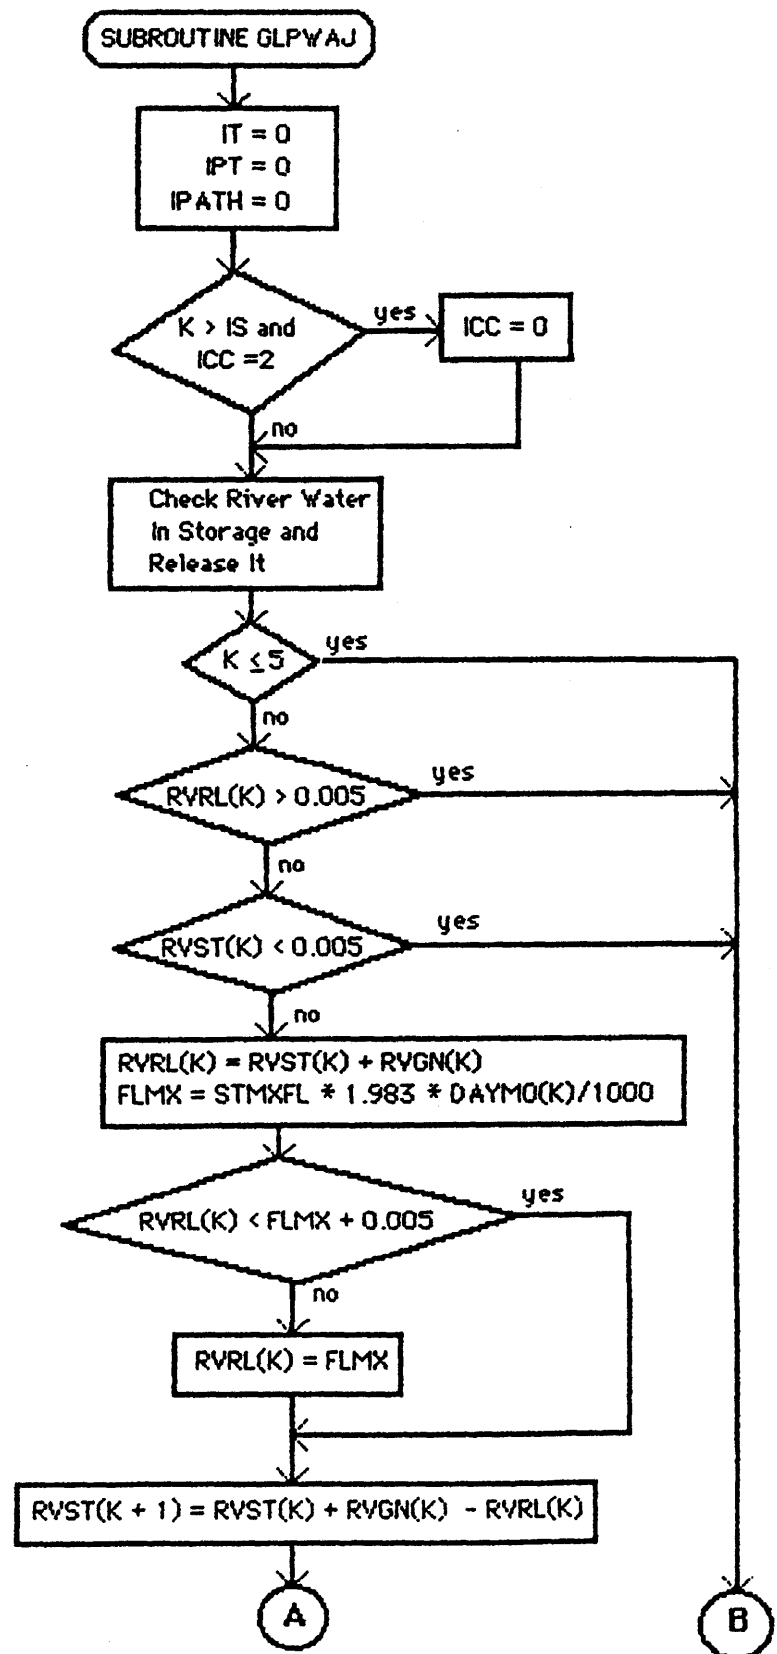 SUBROUTINE GLPWAJ
IT = 0
IPT = 0
IPATH = 0
K > IS and
ICC =2
yes
ICC = 0
no
Check River Water
In Storage and
Release It
K ≤ 5
yes
no
RVRL(K) > 0.005
yes
no
RVST(K) < 0.005
yes
no
RVRL(K) = RVST(K) + RVGN(K)
FLMX = STMXFL * 1.983 * DAYMO(K)/1000
RVRL(K) < FLMX + 0.005
yes
no
RVRL(K) = FLMX
RVST(K + 1) = RVST(K) + RVGN(K) - RVRL(K)
A
B